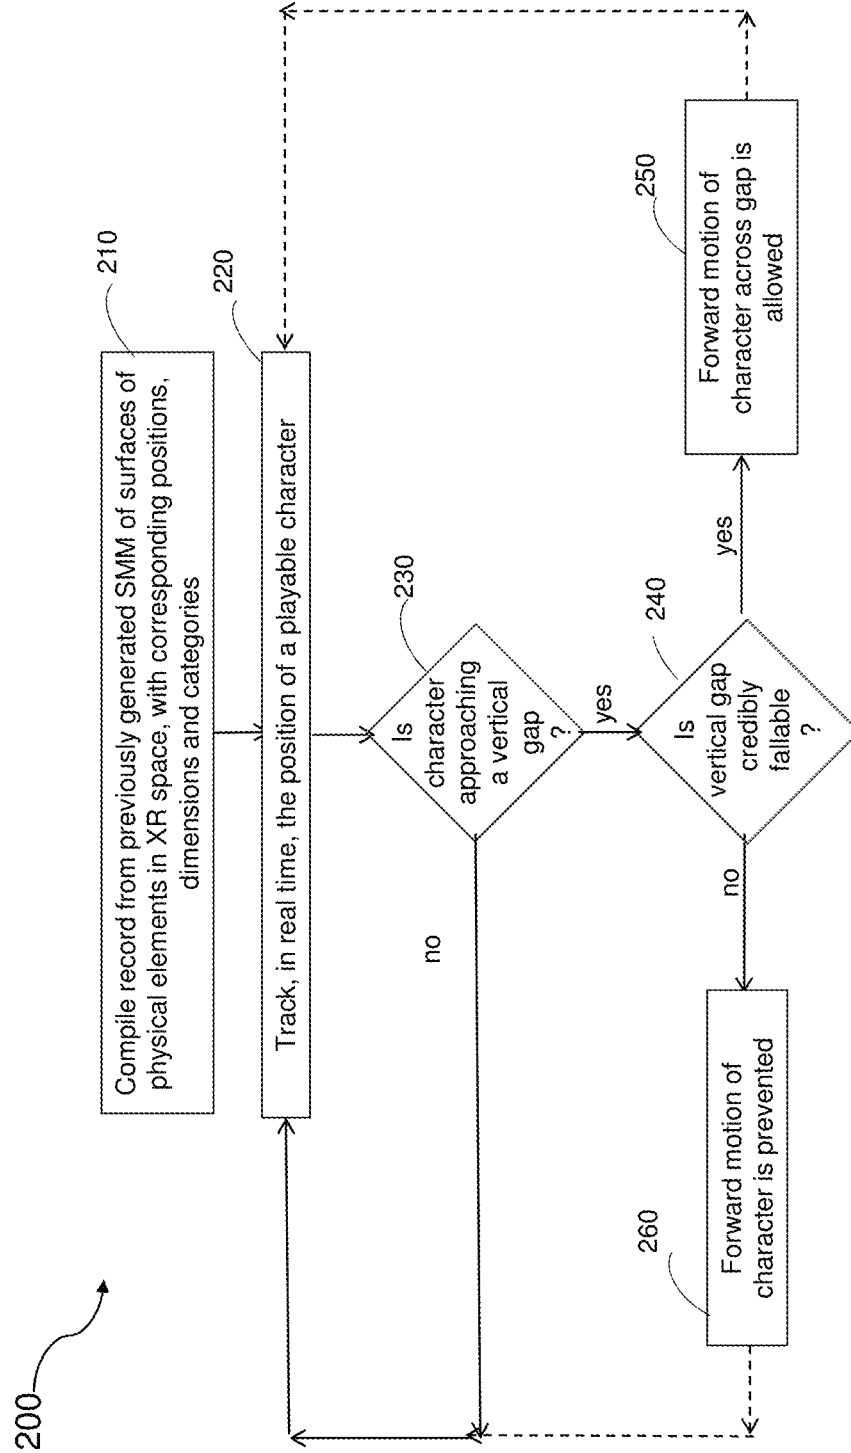 200
210
Compile record from previously generated SMM of surfaces of
physical elements in XR space, with corresponding positions,
dimensions and categories
220
Track, in real time, the position of a playable character
230
Is
character
approaching
a vertical
gap
?
no
yes
240
Is
vertical gap
credibly
fallable
?
no
yes
260
Forward motion of
character is prevented
250
Forward motion of
character across gap is
allowed